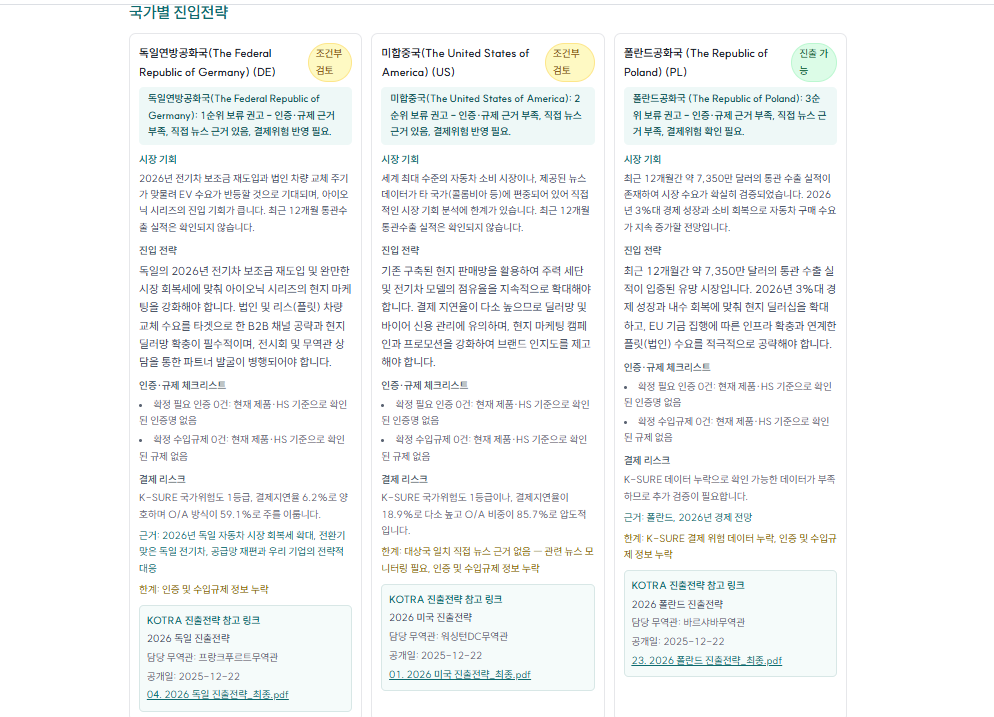 국가별 진입전략
독일연방공화국(The Federal
Republic of Germany) (DE)
조건부
검토
독일연방공화국(The Federal Republic of
Germany): 1순위 보류 권고 - 인증·규제 근거
부족, 직접 뉴스 근거 있음, 결제위험 반영 필요.
시장 기회
2026년 전기차 보조금 재도입과 법인 차량 교체 주기
가 맞물려 EV 수요가 반등할 것으로 기대되며, 아이오
닉 시리즈의 진입 기회가 큽니다. 최근 12개월 통관수
출 실적은 확인되지 않습니다.
진입 전략
독일의 2026년 전기차 보조금 재도입 및 완만한
시장 회복세에 맞춰 아이오닉 시리즈의 현지 마케
팅을 강화해야 합니다. 법인 및 리스(플릿) 차량
교체 수요를 타겟으로 한 B2B 채널 공략과 현지
딜러망 확충이 필수적이며, 전시회 및 무역관 상
담을 통한 파트너 발굴이 병행되어야 합니다.
인증·규제 체크리스트
• 확정 필요 인증 0건: 현재 제품·HS 기준으로 확인
된 인증명 없음
• 확정 수입규제 0건: 현재 제품·HS 기준으로 확인
된 규제 없음
결제 리스크
K-SURE 국가위험도 1등급, 결제지연율 6.2%로 양
호하며 O/A 방식이 59.1%로 주를 이룹니다.
근거: 2026년 독일 자동차 시장 회복세 확대, 전환기
맞은 독일 전기차, 공급망 재편과 우리 기업의 전략적
대응
한계: 인증 및 수입규제 정보 누락
KOTRA 진출전략 참고 링크
2026 독일 진출전략
담당 무역관: 프랑크푸르트무역관
공개일: 2025-12-22
04. 2026 독일 진출전략_최종.pdf
미합중국(The United States of
America) (US)
조건부
검토
미합중국(The United States of America): 2
순위 보류 권고 - 인증·규제 근거 부족, 직접 뉴스
근거 없음, 결제위험 반영 필요.
시장 기회
세계 최대 수준의 자동차 소비 시장이나, 제공된 뉴스
데이터가 타 국가(콜롬비아 등)에 편중되어 있어 직접
적인 시장 기회 분석에 한계가 있습니다. 최근 12개월
통관수출 실적은 확인되지 않습니다.
진입 전략
기존 구축된 현지 판매망을 활용하여 주력 세단
및 전기차 모델의 점유율을 지속적으로 확대해야
합니다. 결제 지연율이 다소 높으므로 딜러망 및
바이어 신용 관리에 유의하며, 현지 마케팅 캠페
인과 프로모션을 강화하여 브랜드 인지도를 제고
해야 합니다.
인증·규제 체크리스트
• 확정 필요 인증 0건: 현재 제품·HS 기준으로 확인
된 인증명 없음
• 확정 수입규제 0건: 현재 제품·HS 기준으로 확인
된 규제 없음
결제 리스크
K-SURE 국가위험도 1등급이나, 결제지연율이
18.9%로 다소 높고 O/A 비중이 85.7%로 압도적
입니다.
한계: 대상국 일치 직접 뉴스 근거 없음 — 관련 뉴스 모
니터링 필요, 인증 및 수입규제 정보 누락
KOTRA 진출전략 참고 링크
2026 미국 진출전략
담당 무역관: 워싱턴DC무역관
공개일: 2025-12-22
01. 2026 미국 진출전략_최종.pdf
폴란드공화국 (The Republic of
Poland) (PL)
진출 가
능
폴란드공화국 (The Republic of Poland): 3순
위 보류 권고 - 인증·규제 근거 부족, 직접 뉴스 근
거 부족, 결제위험 확인 필요.
시장 기회
최근 12개월간 약 7,350만 달러의 통관 수출 실적이
존재하여 시장 수요가 확실히 검증되었습니다. 2026
년 3%대 경제 성장과 소비 회복으로 자동차 구매 수요
가 지속 증가할 전망입니다.
진입 전략
최근 12개월간 약 7,350만 달러의 통관 수출 실
적이 입증된 유망 시장입니다. 2026년 3%대 경
제 성장과 내수 회복에 맞춰 현지 딜러십을 확대
하고, EU 기금 집행에 따른 인프라 확충과 연계한
플릿(법인) 수요를 적극적으로 공략해야 합니다.
인증·규제 체크리스트
• 확정 필요 인증 0건: 현재 제품·HS 기준으로 확인
된 인증명 없음
• 확정 수입규제 0건: 현재 제품·HS 기준으로 확인
된 규제 없음
결제 리스크
K-SURE 데이터 누락으로 확인 가능한 데이터가 부족
하므로 추가 검증이 필요합니다.
근거: 폴란드, 2026년 경제 전망
한계: K-SURE 결제 위험 데이터 누락, 인증 및 수입규
제 정보 누락
KOTRA 진출전략 참고 링크
2026 폴란드 진출전략
담당 무역관: 바르샤바무역관
공개일: 2025-12-22
23. 2026 폴란드 진출전략_최종.pdf